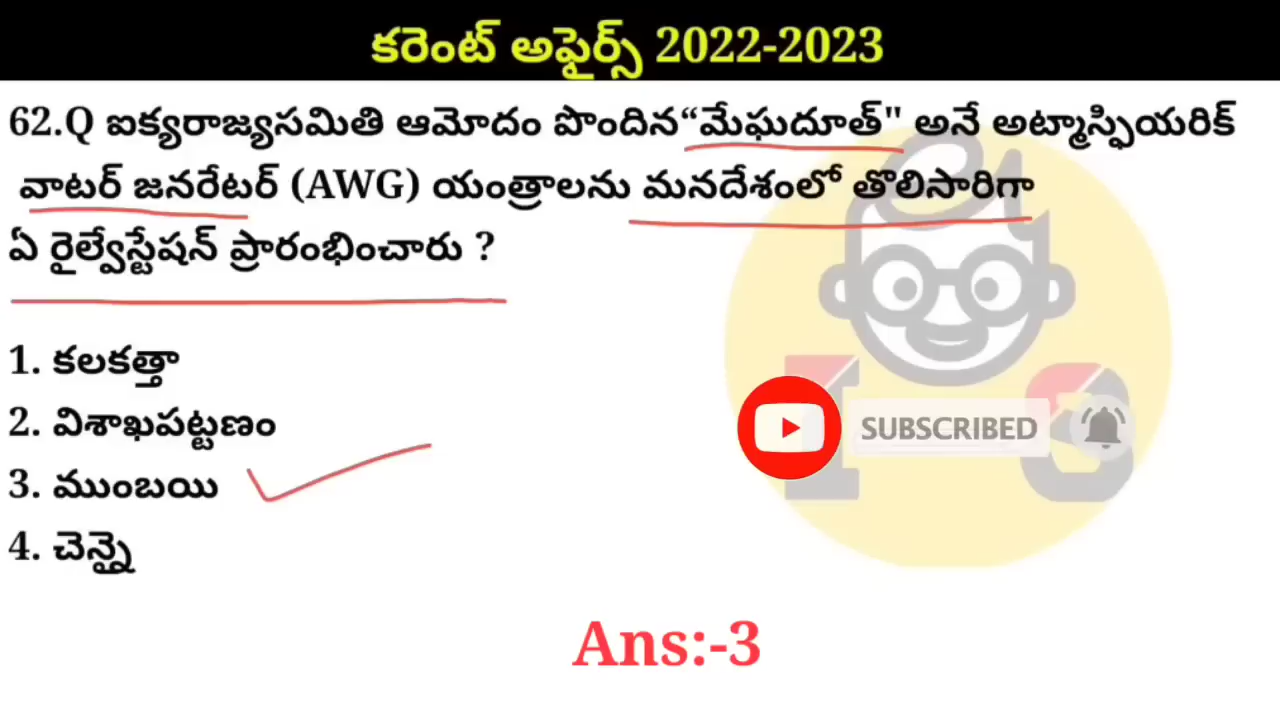 కరెంట్ అఫైర్స్ 2022-2023
62.Q ఐక్యరాజ్యసమితి ఆమోదం పొందిన“మేఘదూత్" అనే అట్మాస్ఫియరిక్
వాటర్ జనరేటర్ (AWG) యంత్రాలను మనదేశంలో తొలిసారిగా
ఏ రైల్వేస్టేషన్ ప్రారంభించారు ?
1. కలకత్తా
2. విశాఖపట్టణం
3. ముంబయి
4. చెన్నై
SUBSCRIBED
Ans:-3